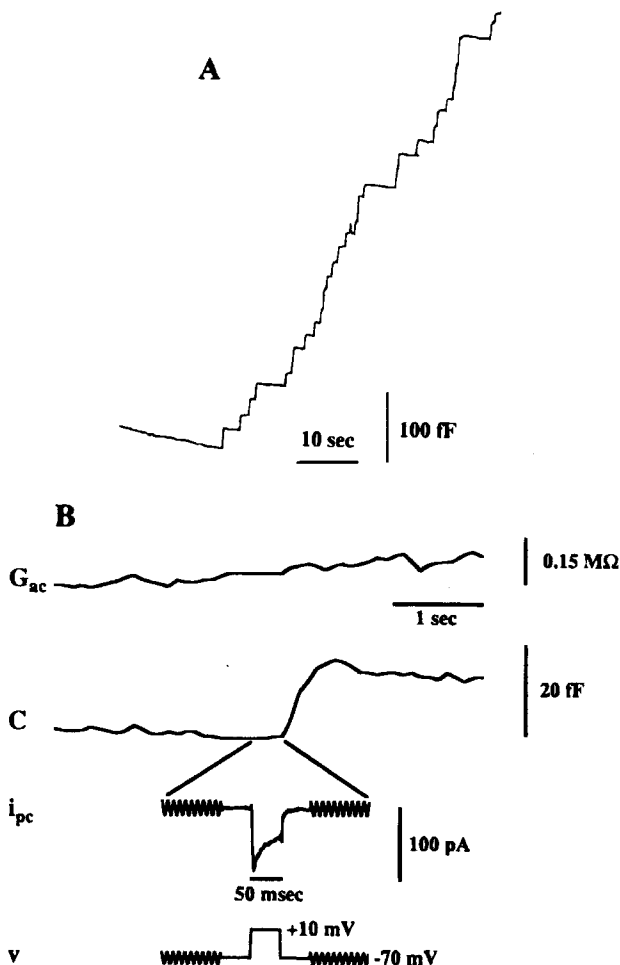 A
10 sec
100 fF
B
Gac
0.15 MΩ
1 sec
C
20 fF
ipc
100 pA
50 msec
+10 mV
v
-70 mV